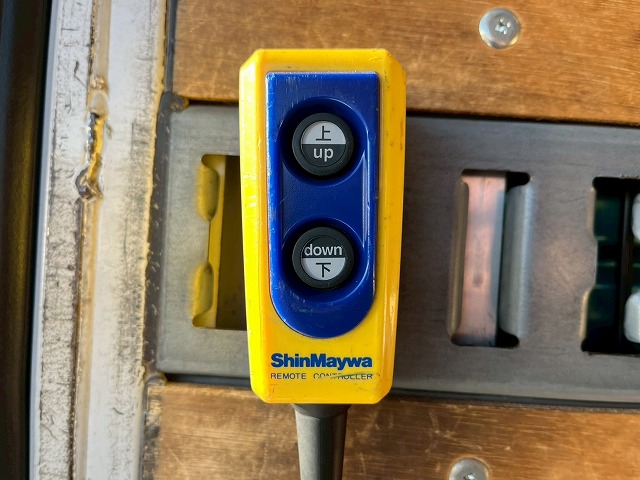 上
up
down
下
ShinMaywa
REMOTE CONTROLLER